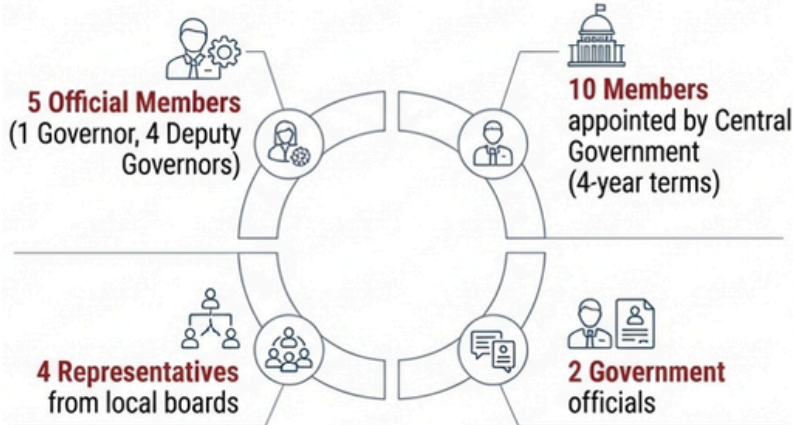 5 Official Members
(1 Governor, 4 Deputy
Governors)
10 Members
appointed by Central
Government
(4-year terms)
4 Representatives
from local boards
2 Government
officials